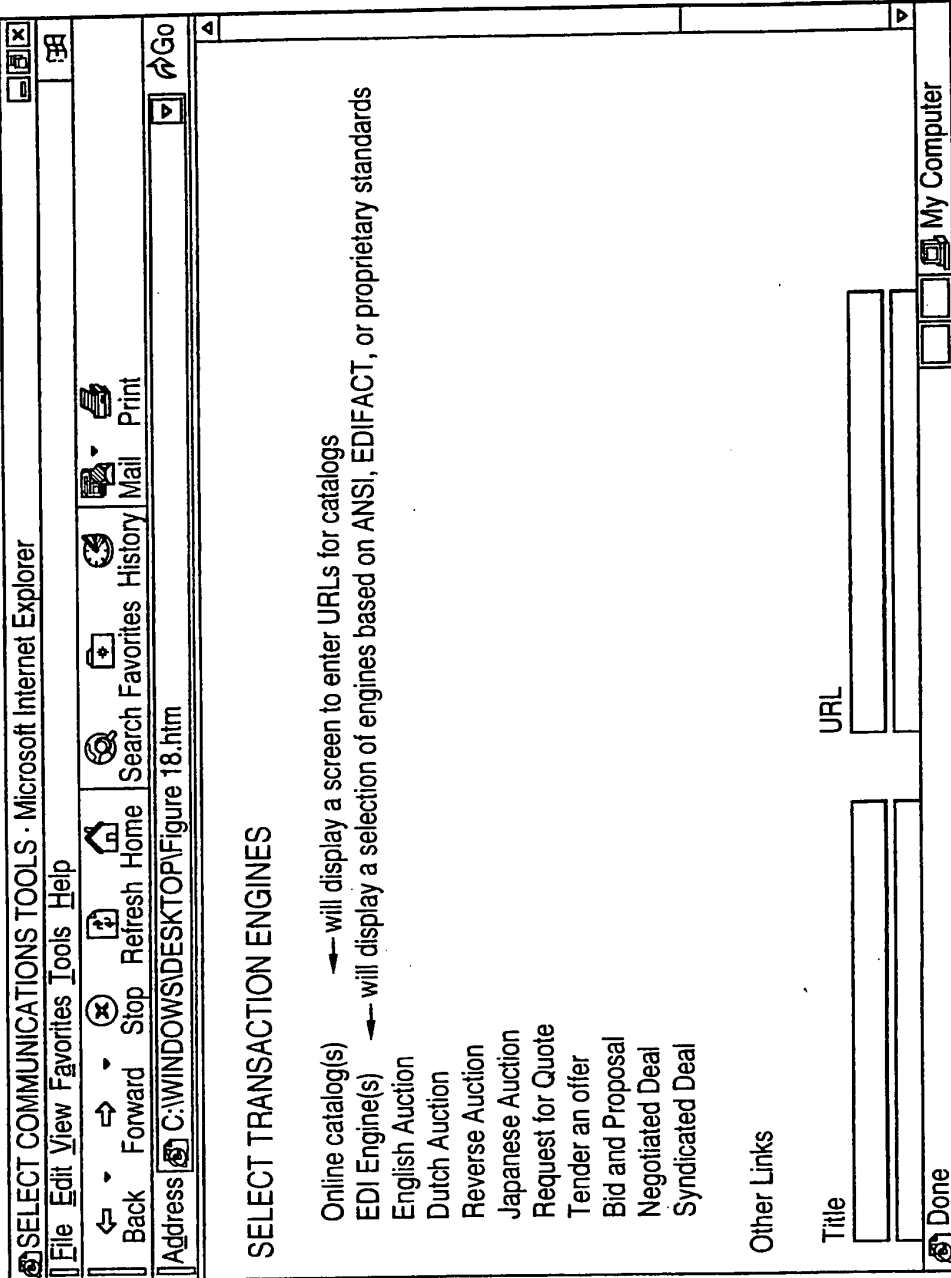 SELECT COMMUNICATIONS TOOLS - Microsoft Internet Explorer
File Edit View Favorites Tools Help
Back Forward Stop Refresh Home Search Favorites History Mail Print
Address C:\WINDOWS\DESKTOP\Figure 18.htm Go
SELECT TRANSACTION ENGINES
Online catalog(s) will display a screen to enter URLs for catalogs
EDI Engine(s) will display a selection of engines based on ANSI, EDIFACT, or proprietary standards
English Auction
Dutch Auction
Reverse Auction
Japanese Auction
Request for Quote
Tender an offer
Bid and Proposal
Negotiated Deal
Syndicated Deal
Other Links
Title URL
Done My Computer